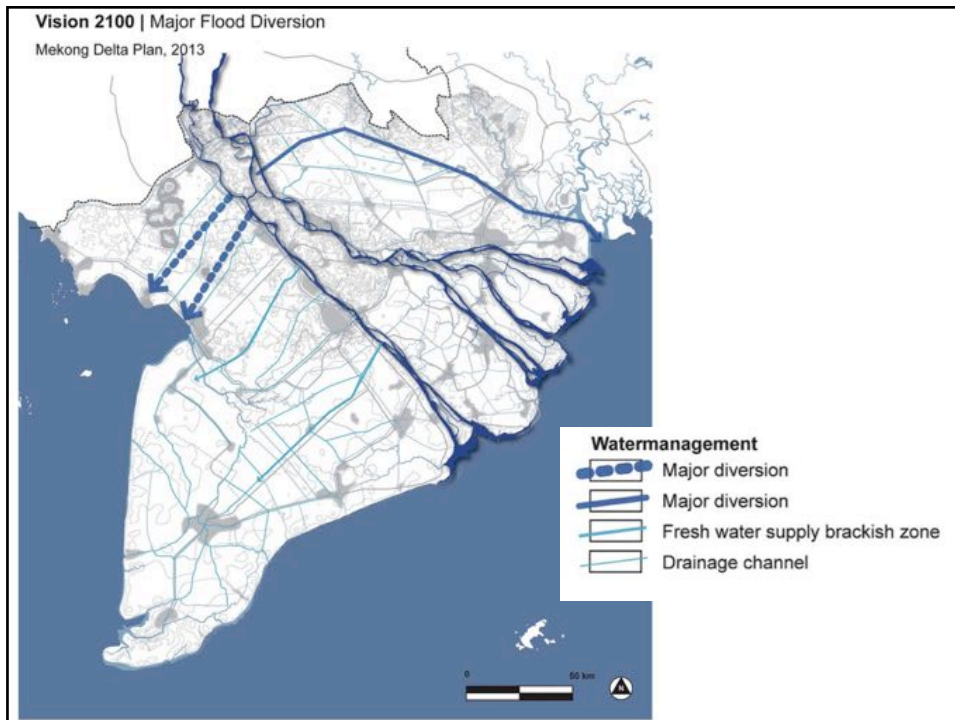 Vision 2100 | Major Flood Diversion
Mekong Delta Plan, 2013
Watermanagement
Major diversion
Major diversion
Fresh water supply brackish zone
Drainage channel
0 50 km
N